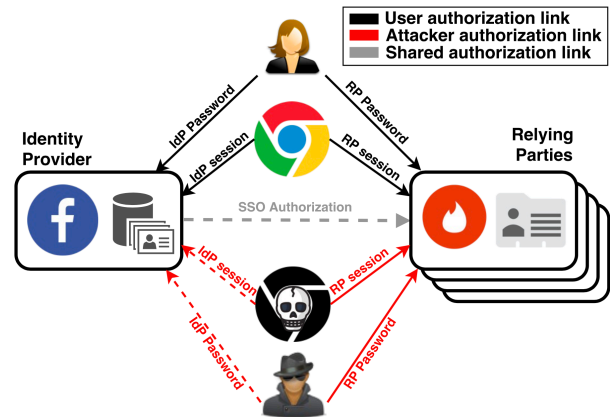 User authorization link
Attacker authorization link
Shared authorization link
IdP Password
RP Password
Identity
Provider
IdP session
RP session
Relying
Parties
SSO Authorization
IdP session
RP session
IdP Password
RP Password